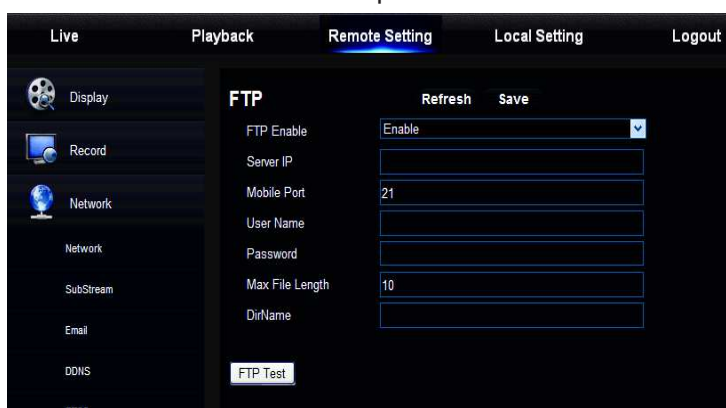 Live Playback Remote Setting Local Setting Logout
Display
Record
Network
Network
SubStream
Email
DDNS
FTP Refresh Save
FTP Enable Enable
Server IP
Mobile Port 21
User Name
Password
Max File Length 10
DirName
FTP Test